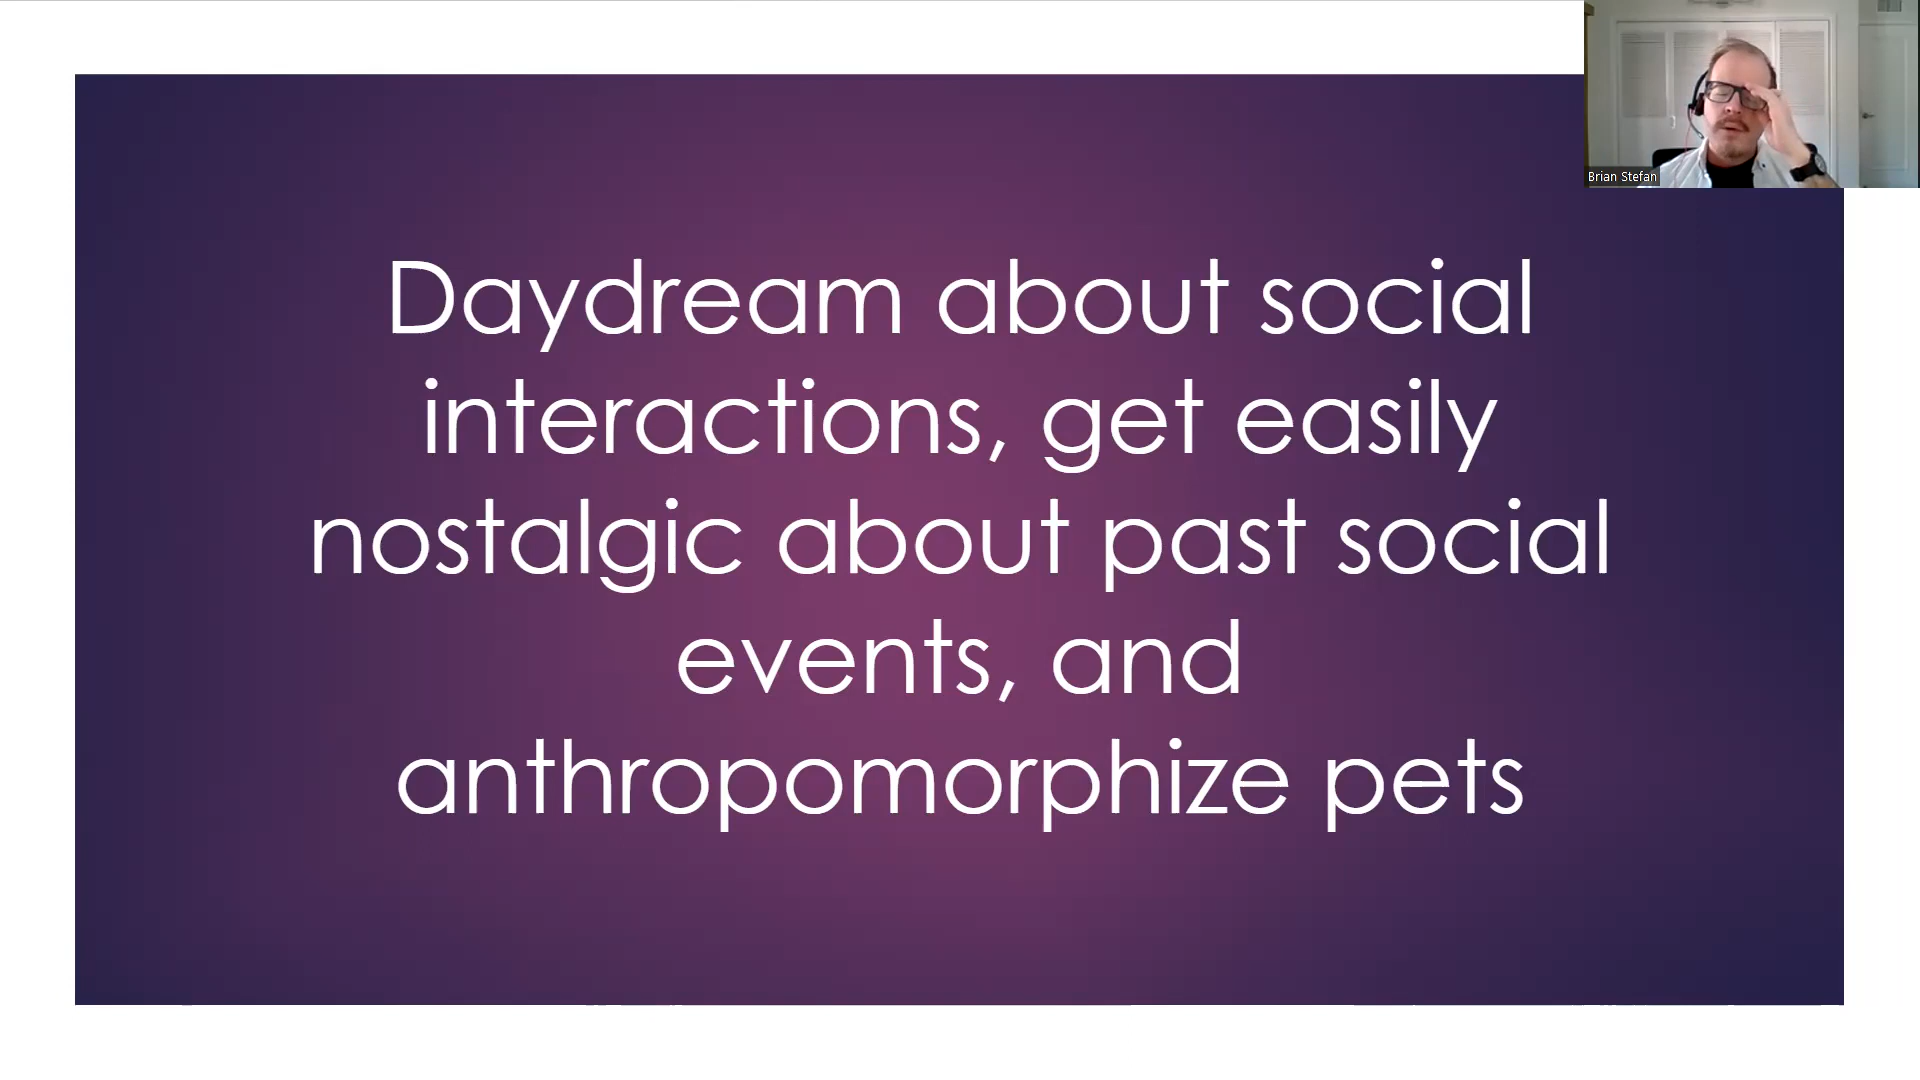 Brian Stefan
Daydream about social
interactions, get easily
nostalgic about past social
events, and
anthropomorphize pets